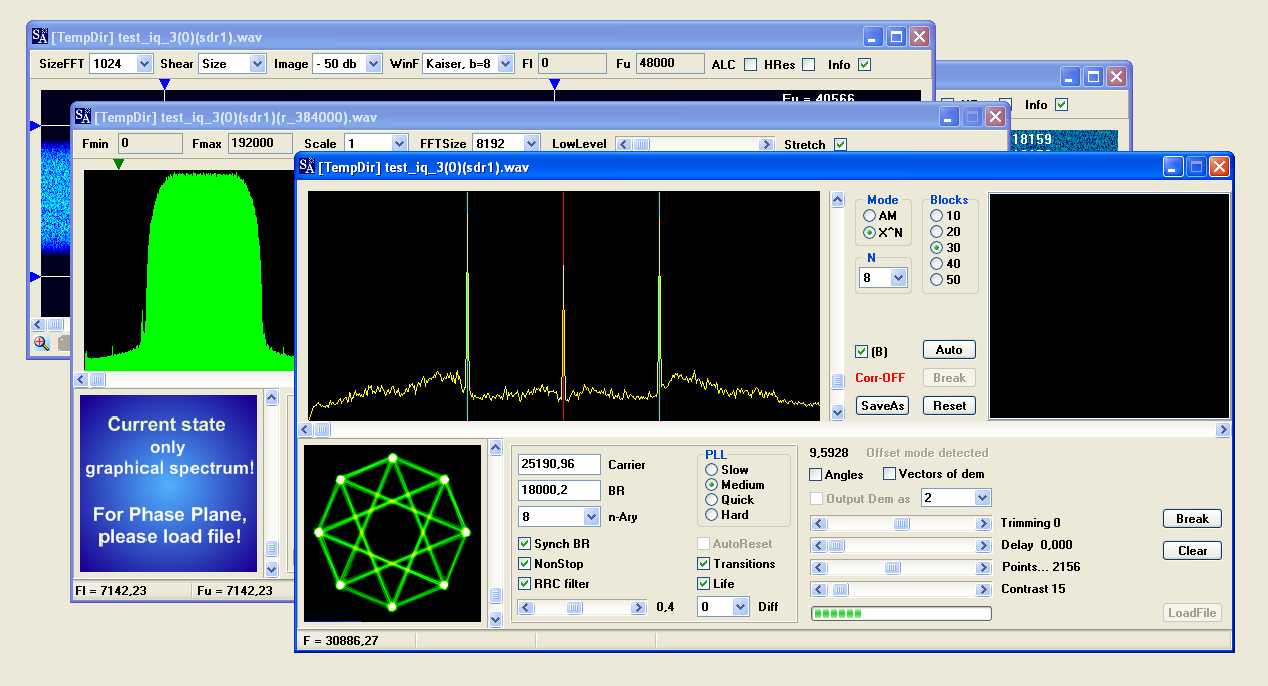 SA [TempDir] test_iq_3(0)(sdr1).wav
SizeFFT 1024 Shear Size Image - 50 db WinF Kaiser, b=8 Fl 0 Fu 48000 ALC HRes Info
Fu = 40566
Info
18159
SA [TempDir] test_iq_3(0)(sdr1)(r_384000).wav
Fmin 0 Fmax 192000 Scale 1 FFTSize 8192 LowLevel Stretch
Current state
only
graphical spectrum!
For Phase Plane,
please load file!
Fl = 7142,23 Fu = 7142,23
SA [TempDir] test_iq_3(0)(sdr1).wav
Mode
AM
X^N
N
8
Blocks
10
20
30
40
50
(B) Auto
Corr-OFF Break
SaveAs Reset
25190,96 Carrier
18000,2 BR
8 n-Ary
Synch BR
NonStop
RRC filter
0,4
PLL
Slow
Medium
Quick
Hard
AutoReset
Transitions
Life
0 Diff
9,5928 Offset mode detected
Angles Vectors of dem
Output Dem as 2
Trimming 0
Delay 0,000
Points... 2156
Contrast 15
Break
Clear
LoadFile
F = 30886,27